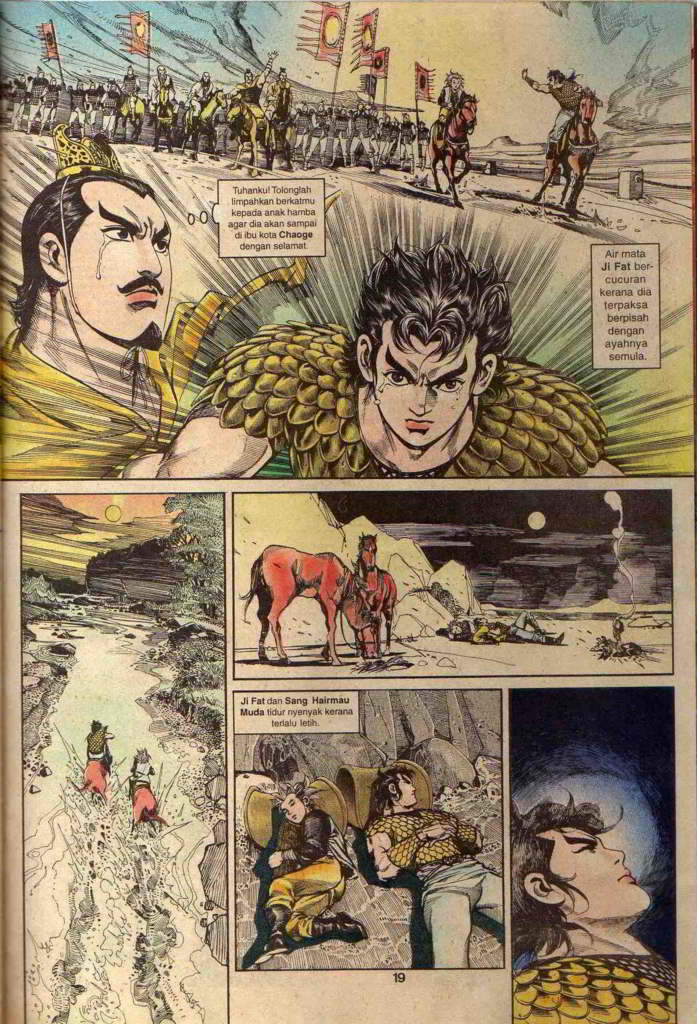 Tuhanku! Tolonglah
limpahkan berkatmu
kepada anak hamba
agar dia akan sampai
di ibu kota Chaoge
dengan selamat.
Air mata
Ji Fat ber-
cucuran
kerana dia
terpaksa
berpisah
dengan
ayahnya
semula.
Ji Fat dan Sang Hairmau
Muda tidur nyenyak kerana
terlalu letih.
19